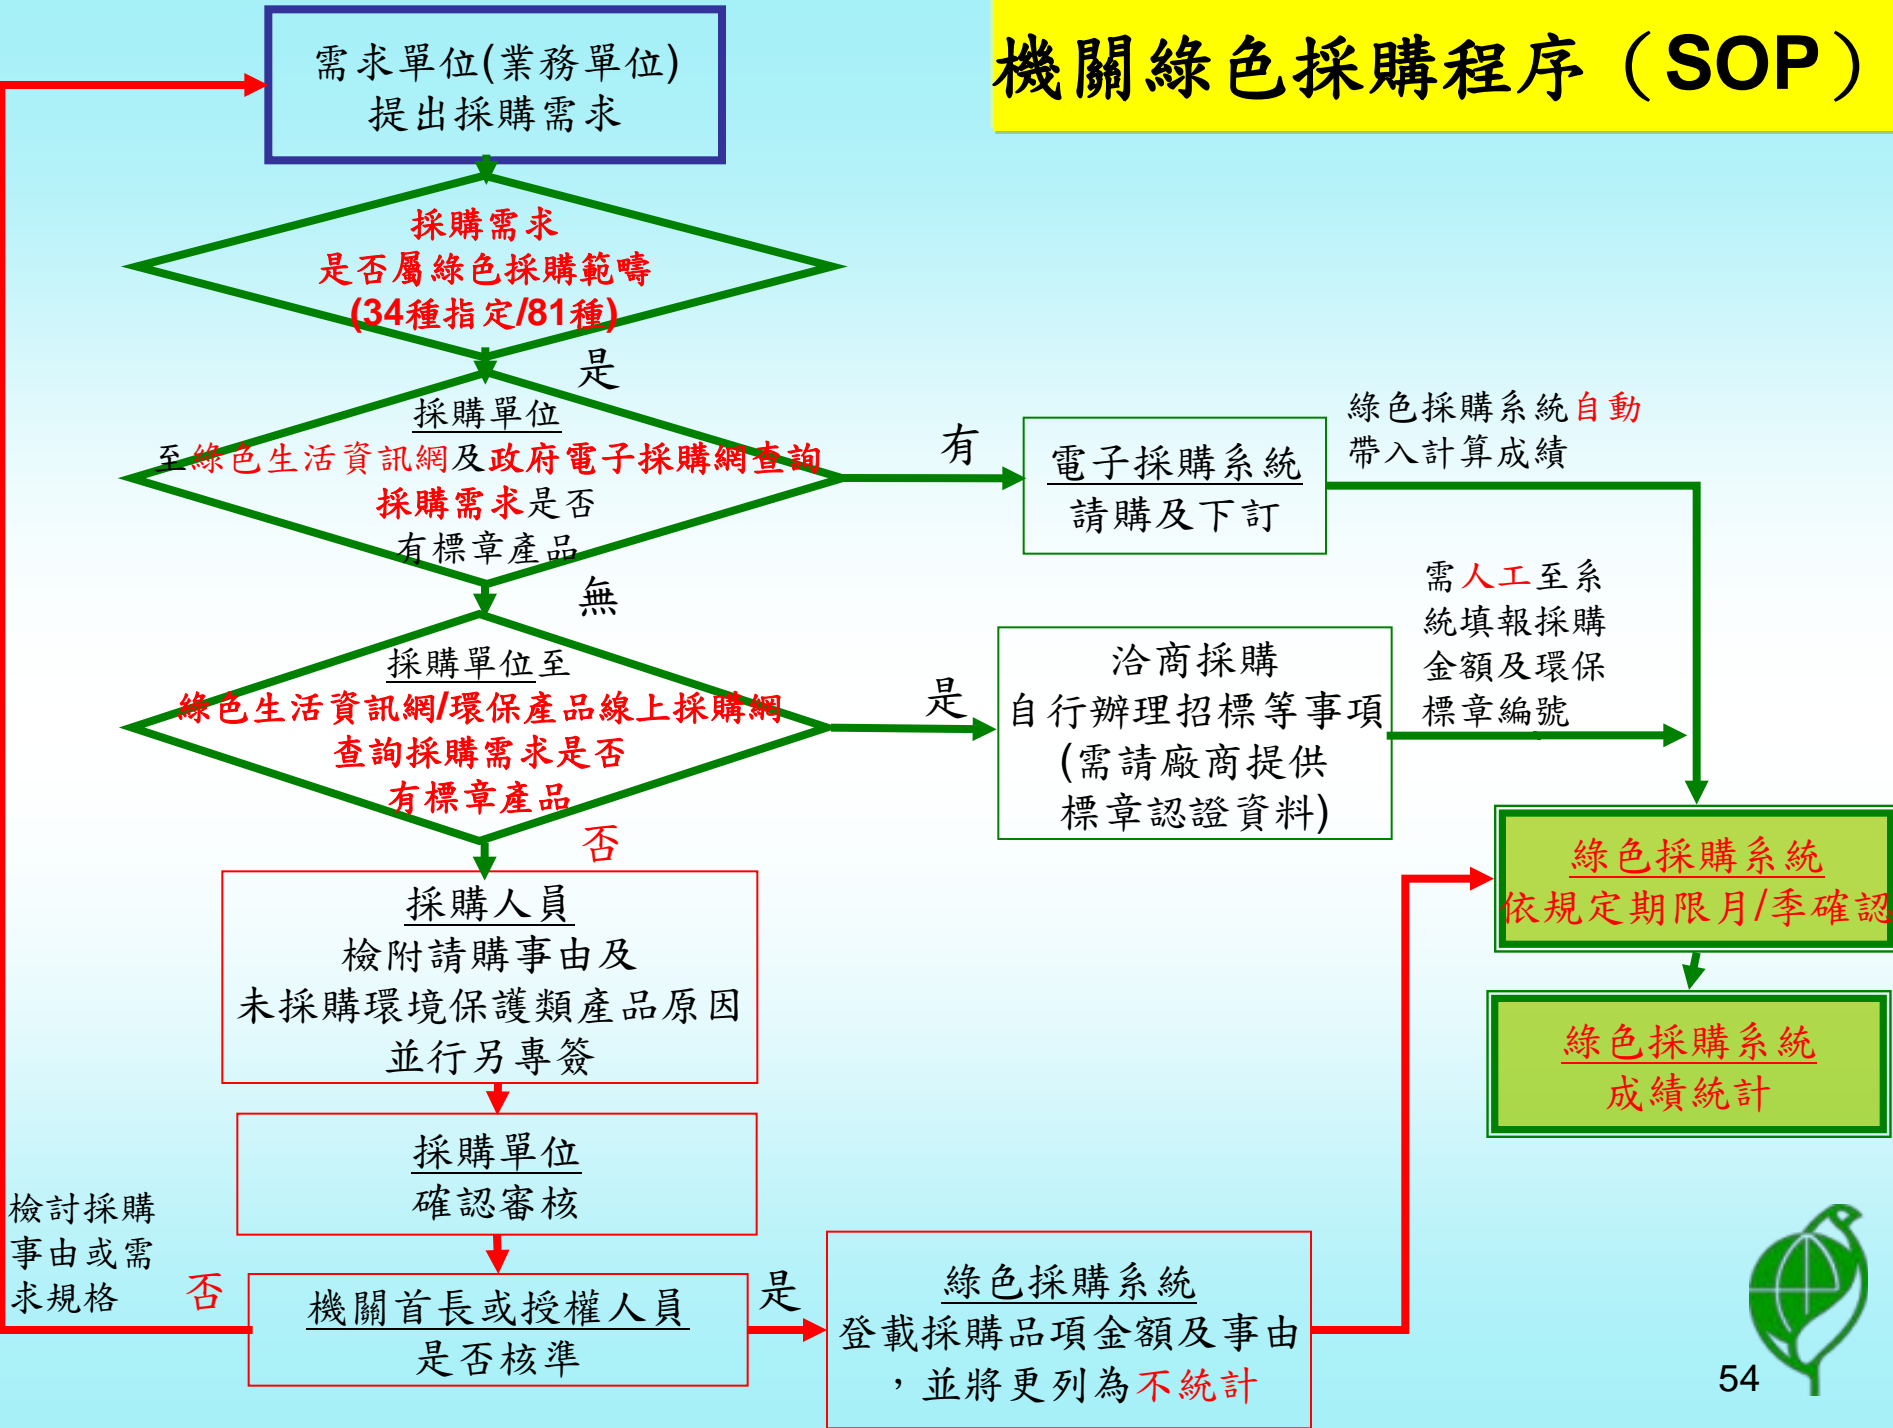 機關綠色採購程序（SOP）
需求單位(業務單位)
提出採購需求
採購需求
是否屬綠色採購範疇
(34種指定/81種)
是
採購單位
至綠色生活資訊網及政府電子採購網查詢
採購需求是否
有標章產品
有
電子採購系統
請購及下訂
綠色採購系統自動
帶入計算成績
無
採購單位至
綠色生活資訊網/環保產品線上採購網
查詢採購需求是否
有標章產品
是
洽商採購
自行辦理招標等事項
(需請廠商提供
標章認證資料)
需人工至系
統填報採購
金額及環保
標章編號
否
採購人員
檢附請購事由及
未採購環境保護類產品原因
並行另專簽
採購單位
確認審核
機關首長或授權人員
是否核準
否
檢討採購
事由或需
求規格
是
綠色採購系統
登載採購品項金額及事由
，並將更列為不統計
綠色採購系統
依規定期限月/季確認
綠色採購系統
成績統計
54